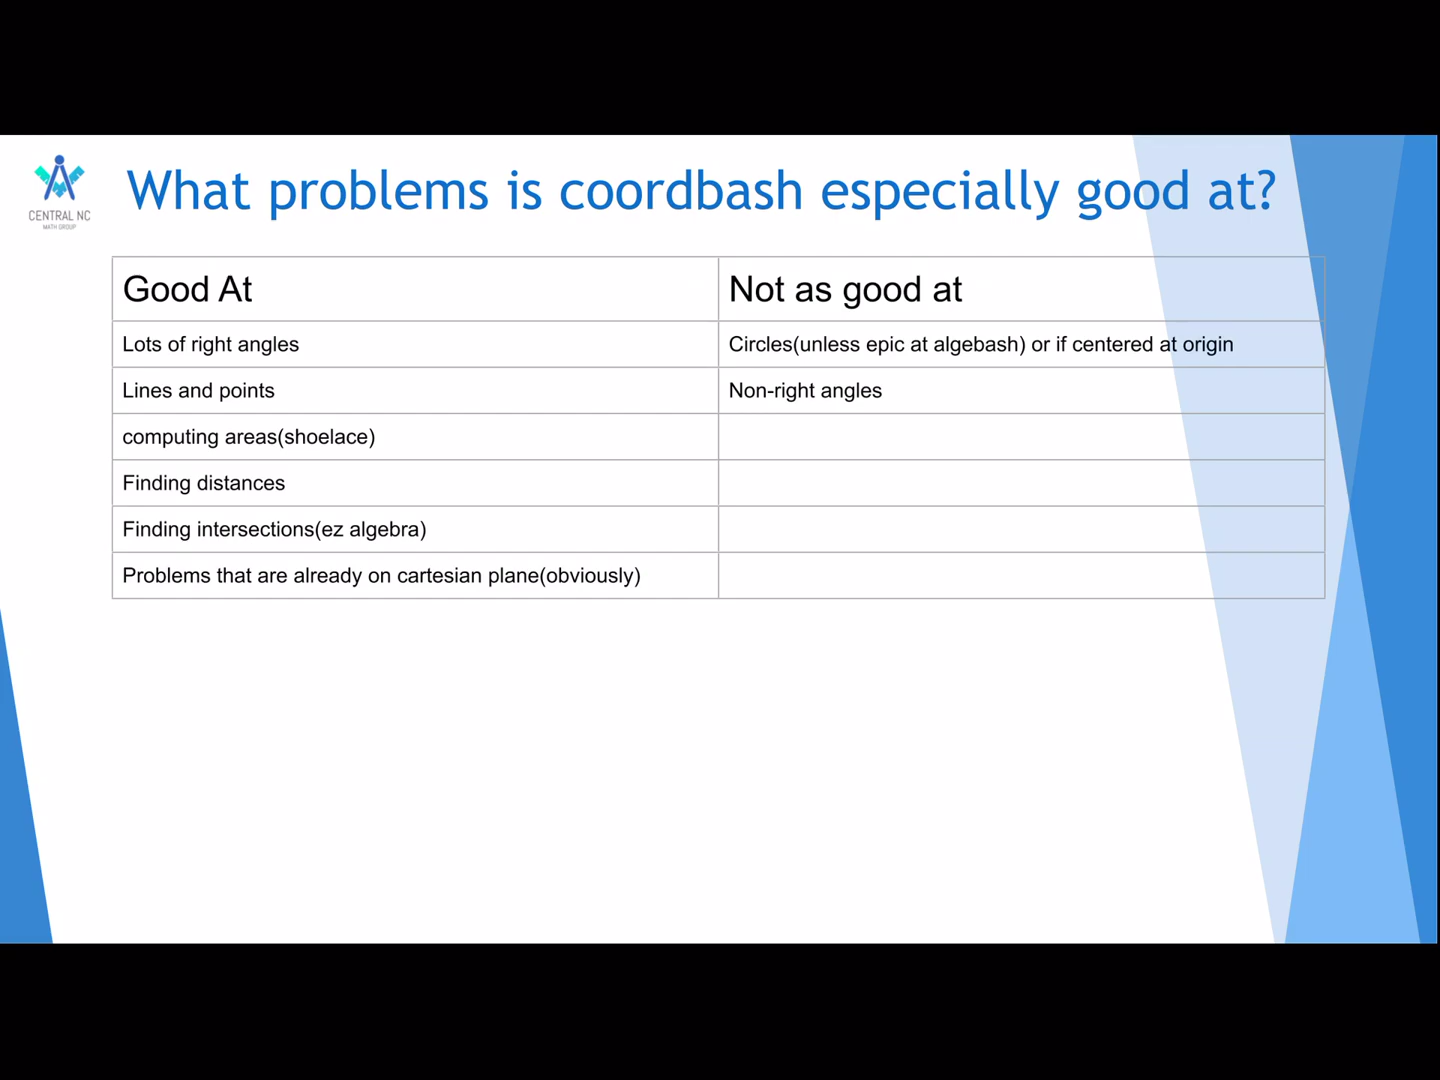 What problems is coordbash especially good at?
CENTRAL NC
MATH GROUP
Good At
Not as good at
Lots of right angles
Circles(unless epic at algebash) or if centered at origin
Lines and points
Non-right angles
computing areas(shoelace)
Finding distances
Finding intersections(ez algebra)
Problems that are already on cartesian plane(obviously)